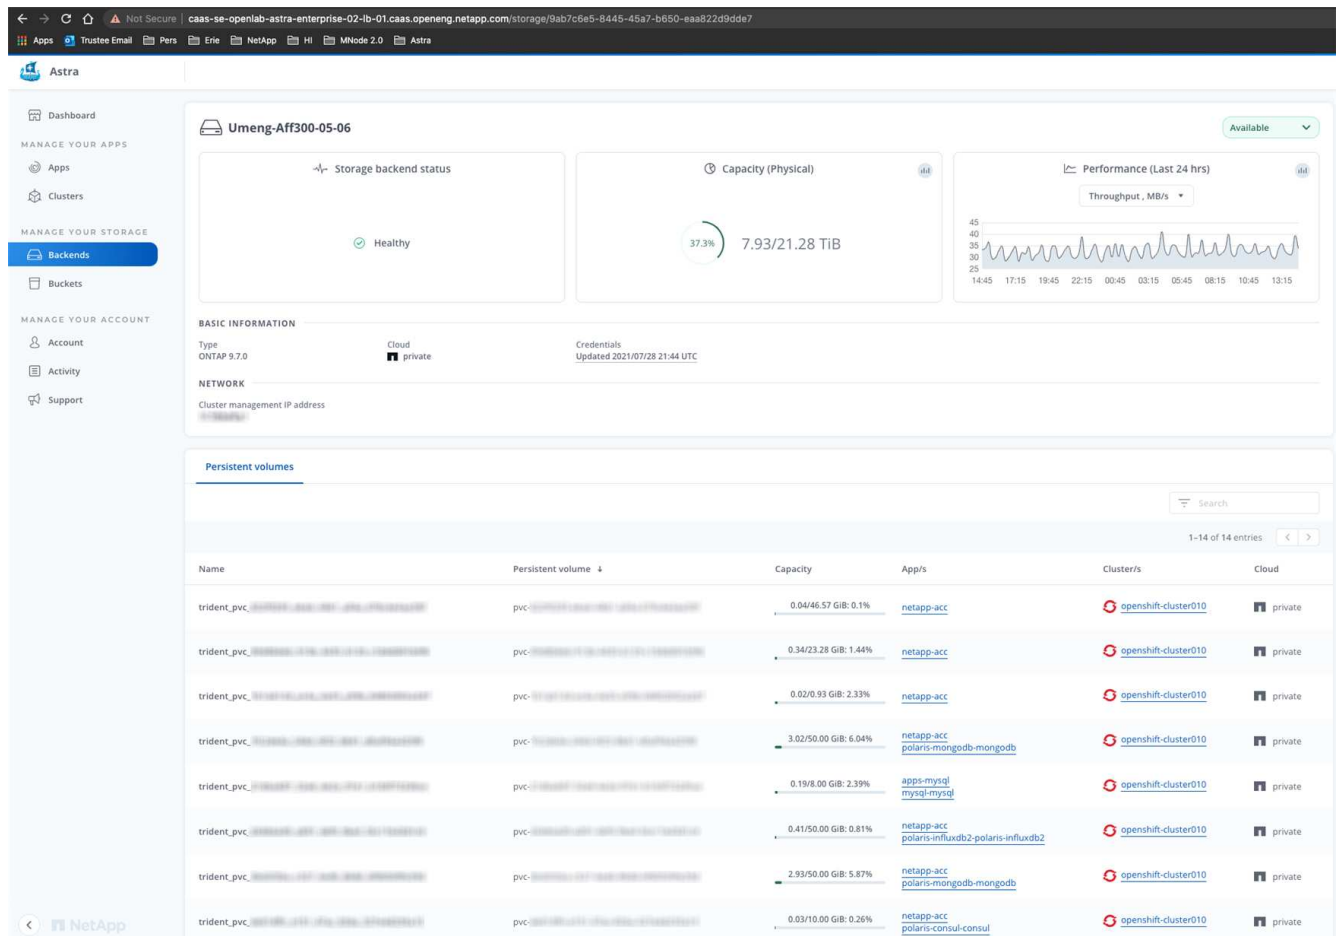 Not Secure | caas-se-openlab-astra-enterprise-02-lb-01.caas.openeng.netapp.com/storage/9ab7c6e5-8445-45a7-b650-eaa822d9dde7
Apps Trustee Email Pers Erie NetApp HI MNode 2.0 Astra
Astra
Dashboard
MANAGE YOUR APPS
Apps
Clusters
MANAGE YOUR STORAGE
Backends
Buckets
MANAGE YOUR ACCOUNT
Account
Activity
Support
NetApp
Umeng-Aff300-05-06
Available
Storage backend status
Healthy
Capacity (Physical)
37.3%
7.93/21.28 TiB
Performance (Last 24 hrs)
Throughput , MB/s
45
40
35
30
25
14:45 17:15 19:45 22:15 00:45 03:15 05:45 08:15 10:45 13:15
BASIC INFORMATION
Type Cloud Credentials
ONTAP 9.7.0 private Updated 2021/07/28 21:44 UTC
NETWORK
Cluster management IP address
Persistent volumes
Search
1–14 of 14 entries
Name Persistent volume Capacity App/s Cluster/s Cloud
trident_pvc_ pvc- 0.04/46.57 GiB: 0.1% netapp-acc openshift-cluster010 private
trident_pvc_ pvc- 0.34/23.28 GiB: 1.44% netapp-acc openshift-cluster010 private
trident_pvc_ pvc- 0.02/0.93 GiB: 2.33% netapp-acc openshift-cluster010 private
trident_pvc_ pvc- 3.02/50.00 GiB: 6.04% netapp-acc openshift-cluster010 private
polaris-mongodb-mongodb
trident_pvc_ pvc- 0.19/8.00 GiB: 2.39% apps-mysql openshift-cluster010 private
mysql-mysql
trident_pvc_ pvc- 0.41/50.00 GiB: 0.81% netapp-acc openshift-cluster010 private
polaris-influxdb2-polaris-influxdb2
trident_pvc_ pvc- 2.93/50.00 GiB: 5.87% netapp-acc openshift-cluster010 private
polaris-mongodb-mongodb
trident_pvc_ pvc- 0.03/10.00 GiB: 0.26% netapp-acc openshift-cluster010 private
polaris-consul-consul